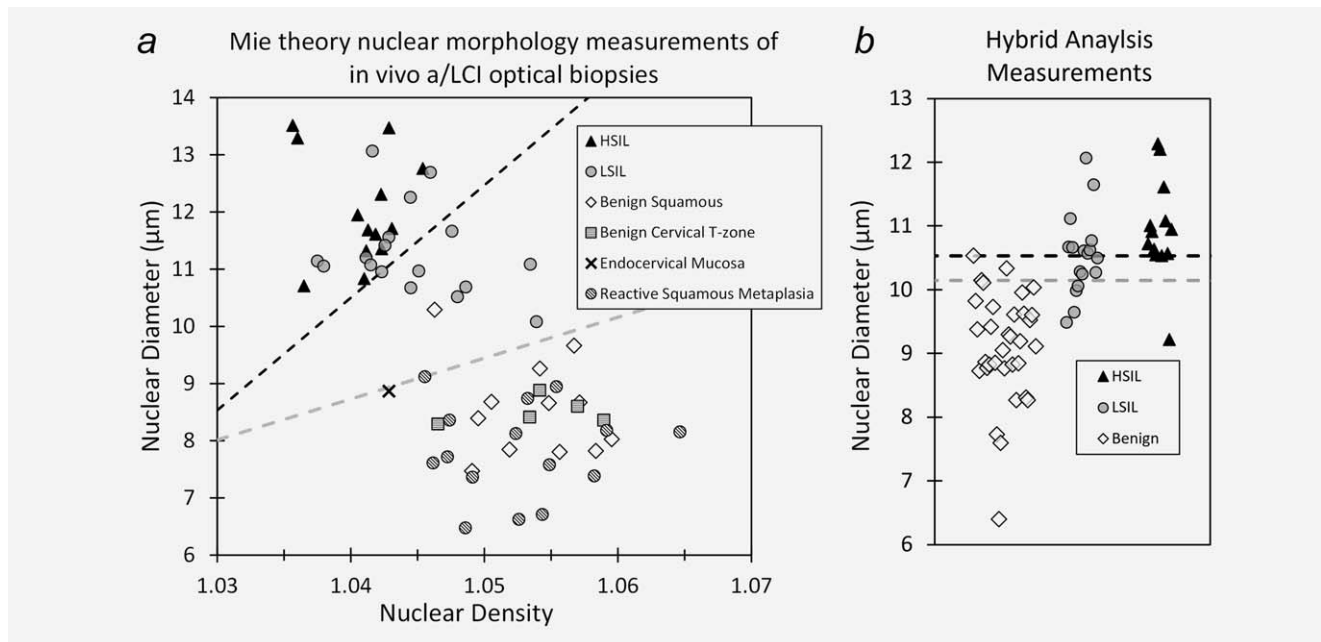 a
Mie theory nuclear morphology measurements of
in vivo a/LCI optical biopsies
Nuclear Diameter (µm)
14
13
12
11
10
9
8
7
6
1.03
1.04
1.05
1.06
1.07
Nuclear Density
HSIL
LSIL
Benign Squamous
Benign Cervical T-zone
Endocervical Mucosa
Reactive Squamous Metaplasia
b
Hybrid Anaylsis
Measurements
Nuclear Diameter (µm)
13
12
11
10
9
8
7
6
HSIL
LSIL
Benign